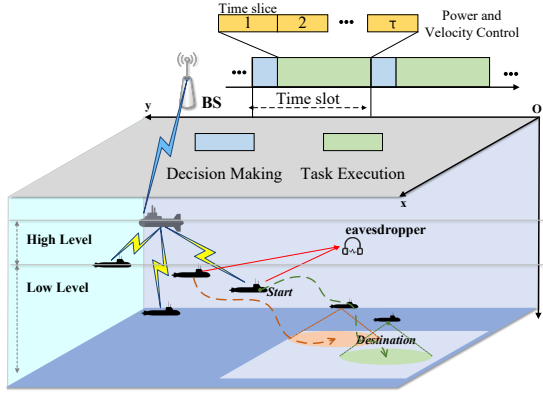 Time slice
1
2
•••
τ
Power and
Velocity Control
•••
•••
Time slot
BS
y
O
Decision Making
Task Execution
x
High Level
eavesdropper
Low Level
Start
Destination